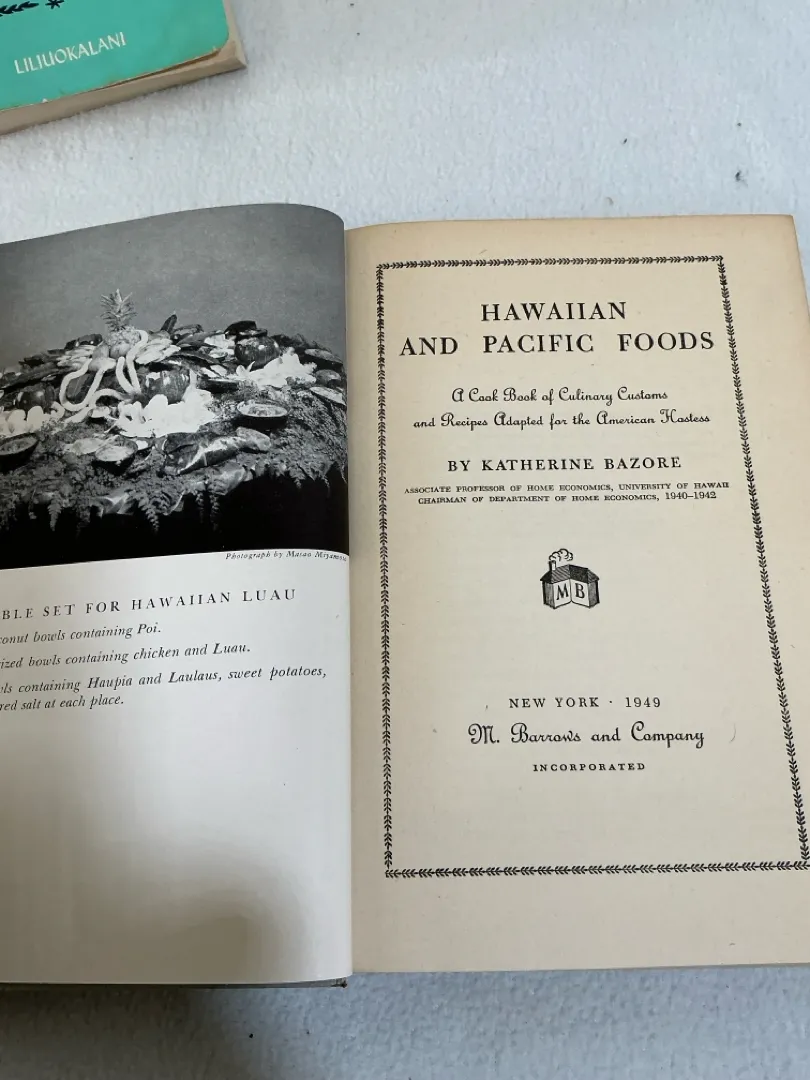 LILIUOKALANI
Photograph by Masao Miyamoto
BLE SET FOR HAWAIIAN LUAU
conut bowls containing Poi.
ized bowls containing chicken and Luau.
wls containing Haupia and Laulaus, sweet potatoes,
red salt at each place.
HAWAIIAN
AND PACIFIC FOODS
A Cook Book of Culinary Customs
and Recipes Adapted for the American Hostess
BY KATHERINE BAZORE
ASSOCIATE PROFESSOR OF HOME ECONOMICS, UNIVERSITY OF HAWAII
CHAIRMAN OF DEPARTMENT OF HOME ECONOMICS, 1940–1942
MB
NEW YORK · 1949
M. Barrows and Company
INCORPORATED